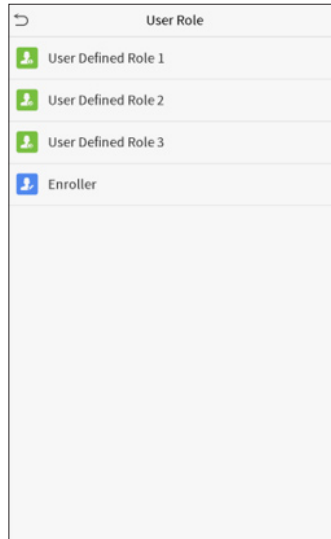 User Role
User Defined Role 1
User Defined Role 2
User Defined Role 3
Enroller